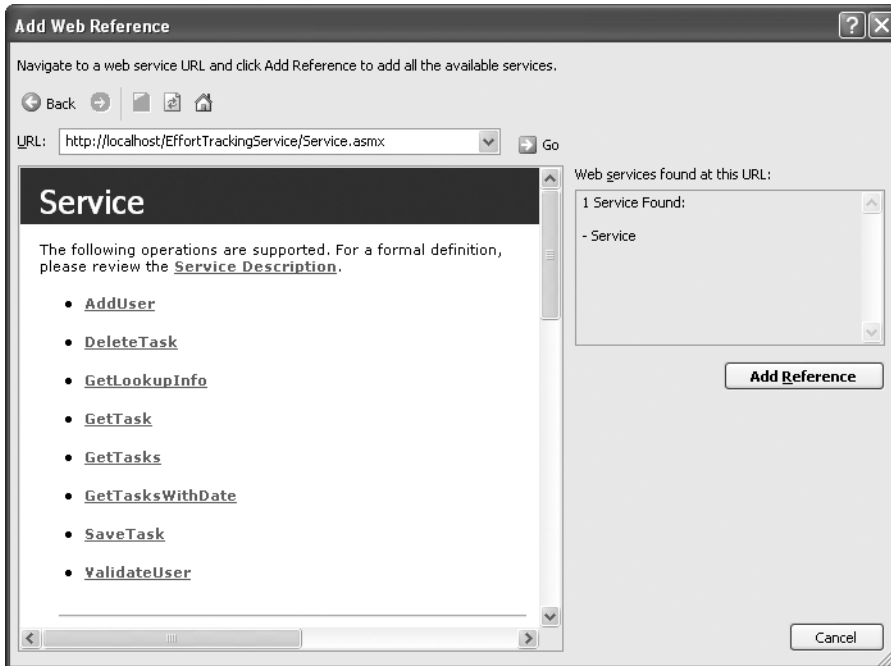 Add Web Reference
Navigate to a web service URL and click Add Reference to add all the available services.
Back
URL: http://localhost/EffortTrackingService/Service.asmx Go
Service
The following operations are supported. For a formal definition,
please review the Service Description.
• AddUser
• DeleteTask
• GetLookupInfo
• GetTask
• GetTasks
• GetTasksWithDate
• SaveTask
• ValidateUser
Web services found at this URL:
1 Service Found:
- Service
Add Reference
Cancel